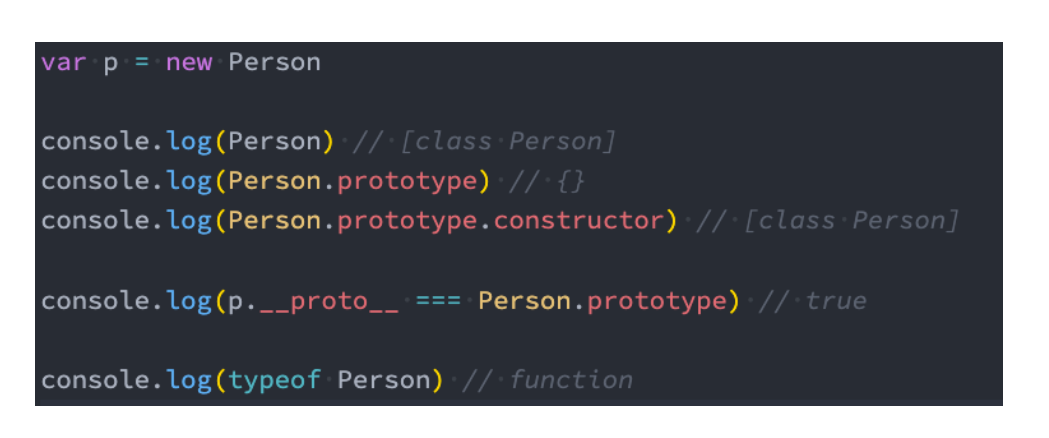 var p = new Person
console.log(Person) // [class Person]
console.log(Person.prototype) // {}
console.log(Person.prototype.constructor) // [class Person]
console.log(p.__proto__ === Person.prototype) // true
console.log(typeof Person) // function